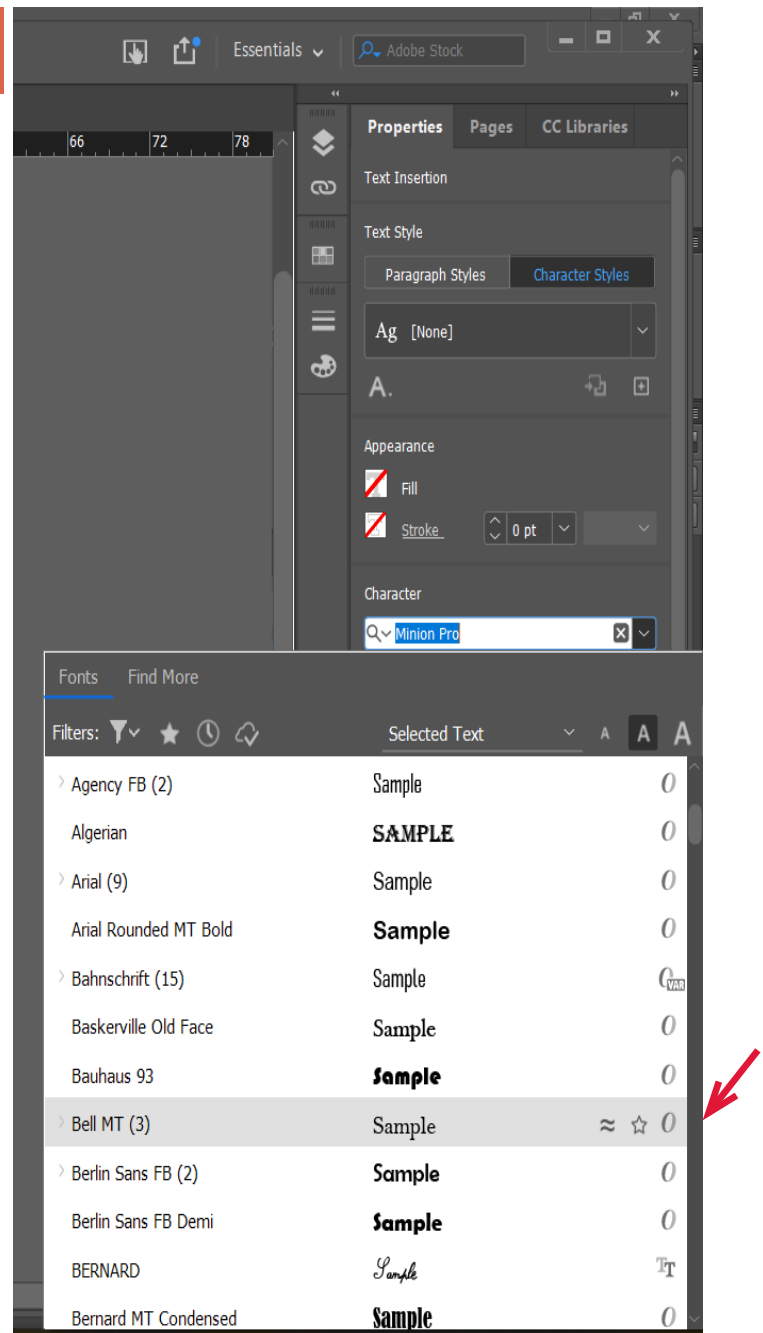 Essentials
Adobe Stock
66 72 78
Properties Pages CC Libraries
Text Insertion
Text Style
Paragraph Styles Character Styles
Ag [None]
A.
Appearance
Fill
Stroke 0 pt
Character
Minion Pro
Fonts Find More
Filters: Selected Text A A A
Agency FB (2) Sample O
Algerian SAMPLE O
Arial (9) Sample O
Arial Rounded MT Bold Sample O
Bahnschrift (15) Sample O VAR
Baskerville Old Face Sample O
Bauhaus 93 Sample O
Bell MT (3) Sample O
Berlin Sans FB (2) Sample O
Berlin Sans FB Demi Sample O
BERNARD Sample TT
Bernard MT Condensed Sample O